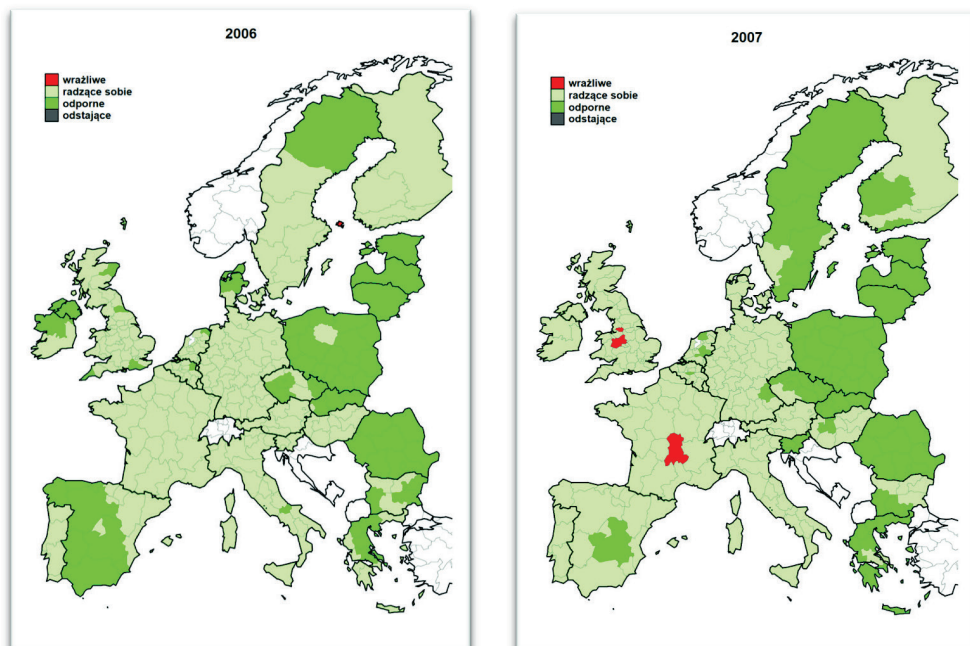 2006
wrażliwe
radzące sobie
odporne
odstające
2007
wrażliwe
radzące sobie
odporne
odstające